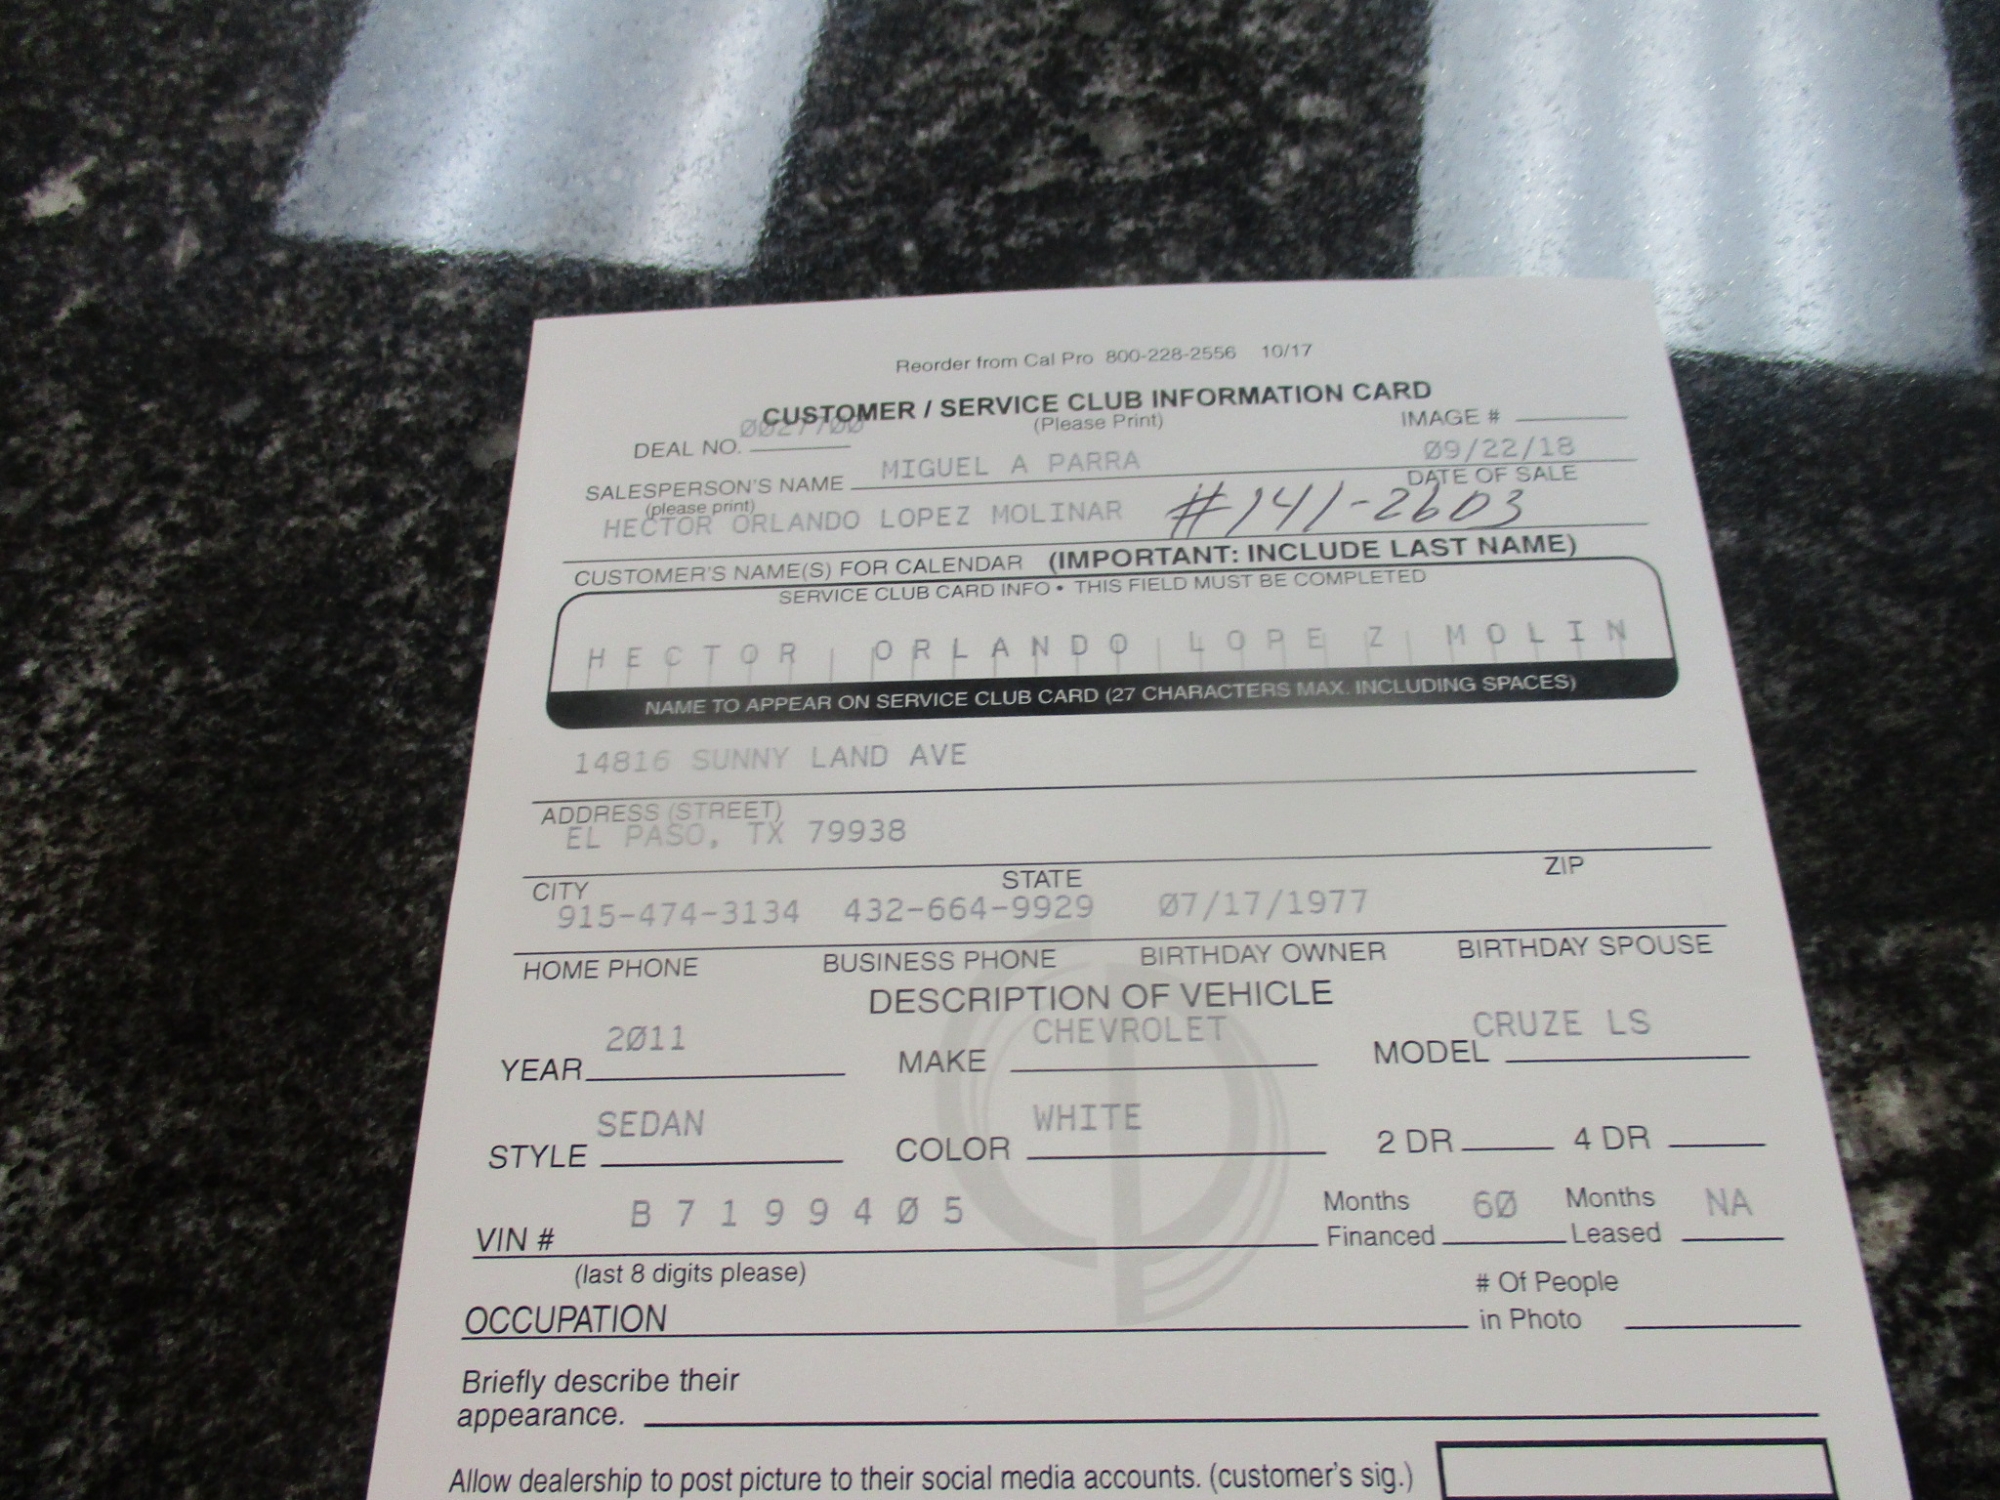 Reorder from Cal Pro 800-228-2556 10/17
CUSTOMER / SERVICE CLUB INFORMATION CARD
(Please Print)
DEAL NO. 0027700
IMAGE #
SALESPERSON'S NAME MIGUEL A PARRA
09/22/18
(please print)
DATE OF SALE
HECTOR ORLANDO LOPEZ MOLINAR #141-2603
CUSTOMER'S NAME(S) FOR CALENDAR (IMPORTANT: INCLUDE LAST NAME)
SERVICE CLUB CARD INFO • THIS FIELD MUST BE COMPLETED
HECTOR ORLANDO LOPEZ MOLIN
NAME TO APPEAR ON SERVICE CLUB CARD (27 CHARACTERS MAX. INCLUDING SPACES)
14816 SUNNY LAND AVE
ADDRESS (STREET)
EL PASO, TX 79938
CITY STATE ZIP
915-474-3134 432-664-9929 07/17/1977
HOME PHONE BUSINESS PHONE BIRTHDAY OWNER BIRTHDAY SPOUSE
DESCRIPTION OF VEHICLE
YEAR 2011 MAKE CHEVROLET MODEL CRUZE LS
STYLE SEDAN COLOR WHITE 2 DR 4 DR
VIN # B7199405 Months Financed 60 Months Leased NA
(last 8 digits please)
OCCUPATION # Of People in Photo
Briefly describe their
appearance.
Allow dealership to post picture to their social media accounts. (customer's sig.)